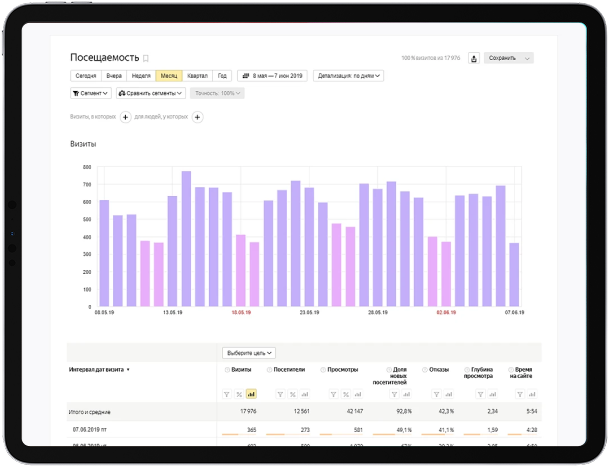 Посещаемость
100% визитов из 17 976
Сохранить
Сегодня Вчера Неделя Месяц Квартал Год 8 мая — 7 июн 2019 Детализация: по дням
Сегмент Сравнить сегменты Точность: 100%
Визиты, в которых + для людей, у которых +
Визиты
800
700
600
500
400
300
200
100
0
09.05.19 13.05.19 18.05.19 23.05.19 28.05.19 02.06.19 07.06.19
Выберите цель
Интервал дат визита Визиты Посетители Просмотры Доля новых посетителей Отказы Глубина просмотра Время на сайте
Итого и средние 17 976 12 561 42 147 92,8% 42,3% 2,34 5:54
07.06.2019 пт 365 273 581 49,1% 41,1% 1,59 4:28